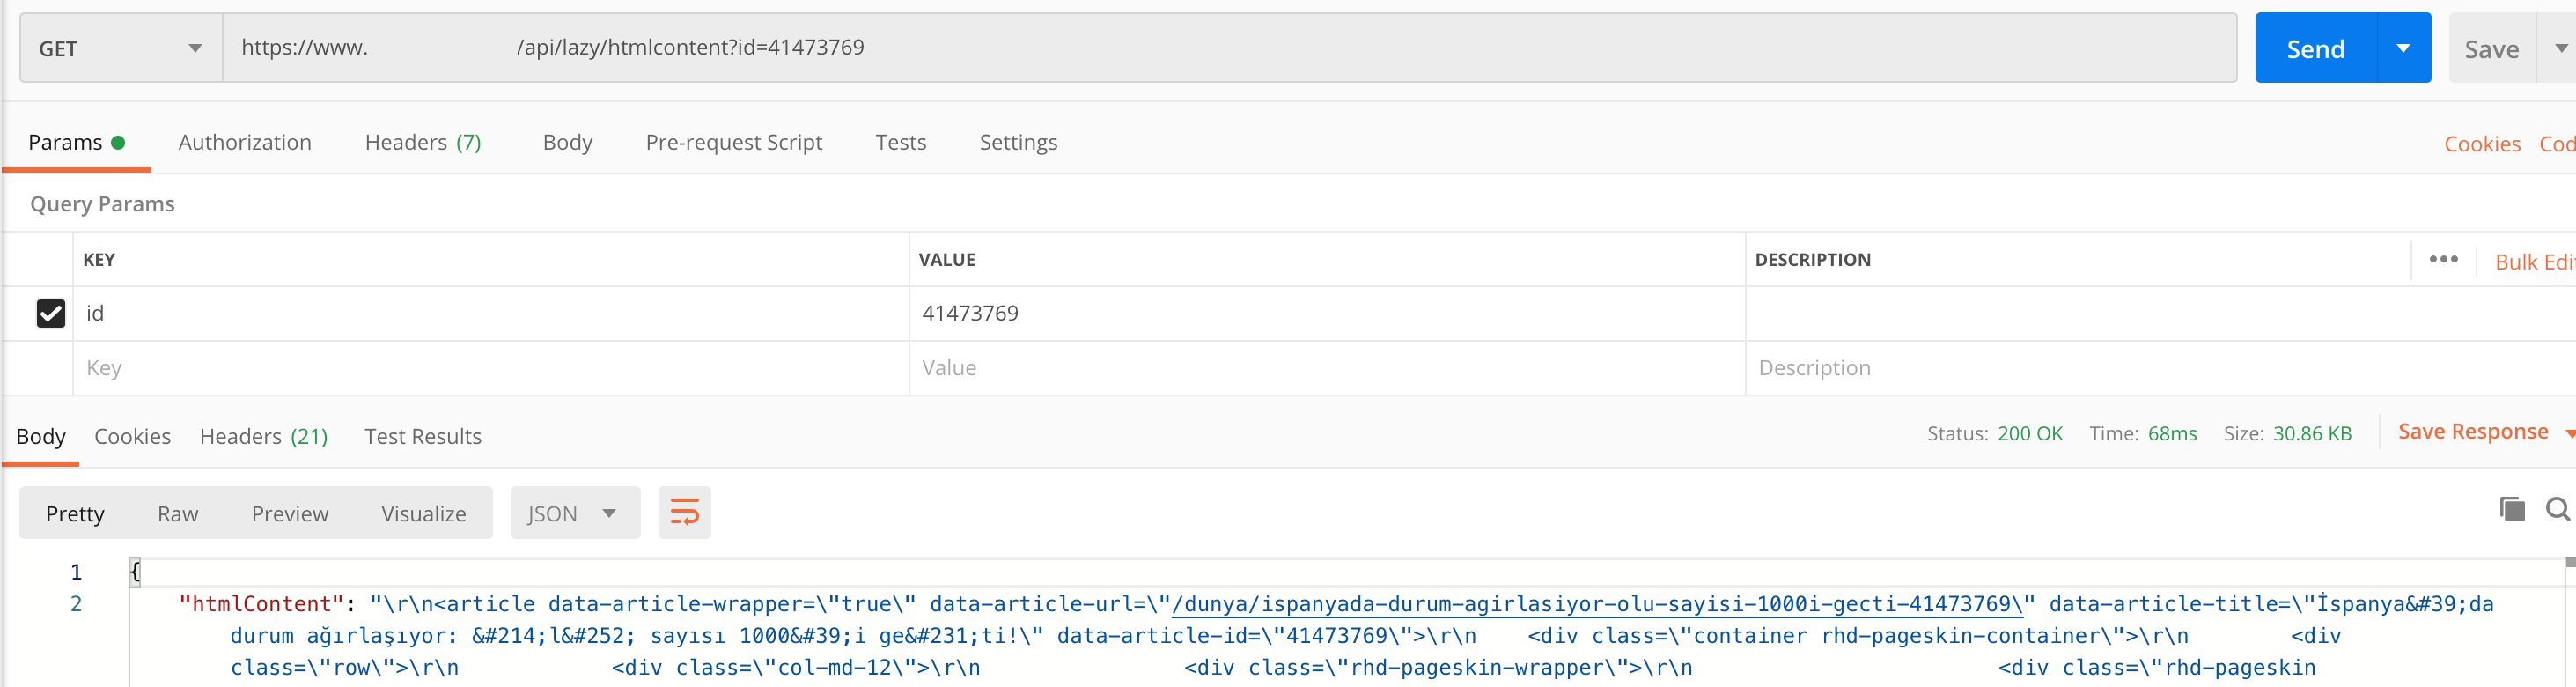 GET https://www. /api/lazy/htmlcontent?id=41473769 Send Save
Params Authorization Headers (7) Body Pre-request Script Tests Settings Cookies Cod
Query Params
KEY VALUE DESCRIPTION ••• Bulk Edi
id 41473769
Key Value Description
Body Cookies Headers (21) Test Results Status: 200 OK Time: 68ms Size: 30.86 KB Save Response
Pretty Raw Preview Visualize JSON
1 {
2 "htmlContent": "\r\n<article data-article-wrapper=\"true\" data-article-url=\"/dunya/ispanyada-durum-agirlasiyor-olu-sayisi-1000i-gecti-41473769\" data-article-title=\"İspanya&#39;da
durum ağırlaşıyor: &#214;l&#252; sayısı 1000&#39;i ge&#231;ti!\" data-article-id=\"41473769\">\r\n <div class=\"container rhd-pageskin-container\">\r\n <div
class=\"row\">\r\n <div class=\"col-md-12\">\r\n <div class=\"rhd-pageskin-wrapper\">\r\n <div class=\"rhd-pageskin